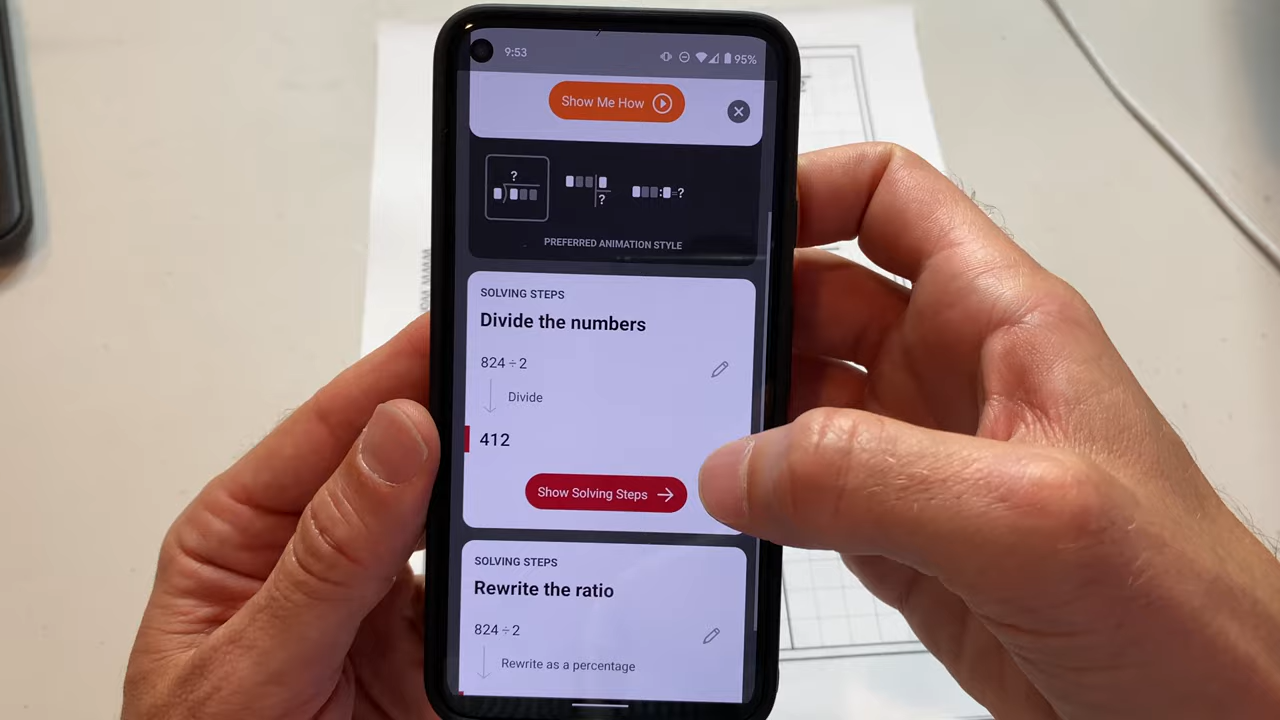 9:53
95%
Show Me How
?
?
:
=?
PREFERRED ANIMATION STYLE
SOLVING STEPS
Divide the numbers
824 ÷ 2
Divide
412
Show Solving Steps
SOLVING STEPS
Rewrite the ratio
824 ÷ 2
Rewrite as a percentage